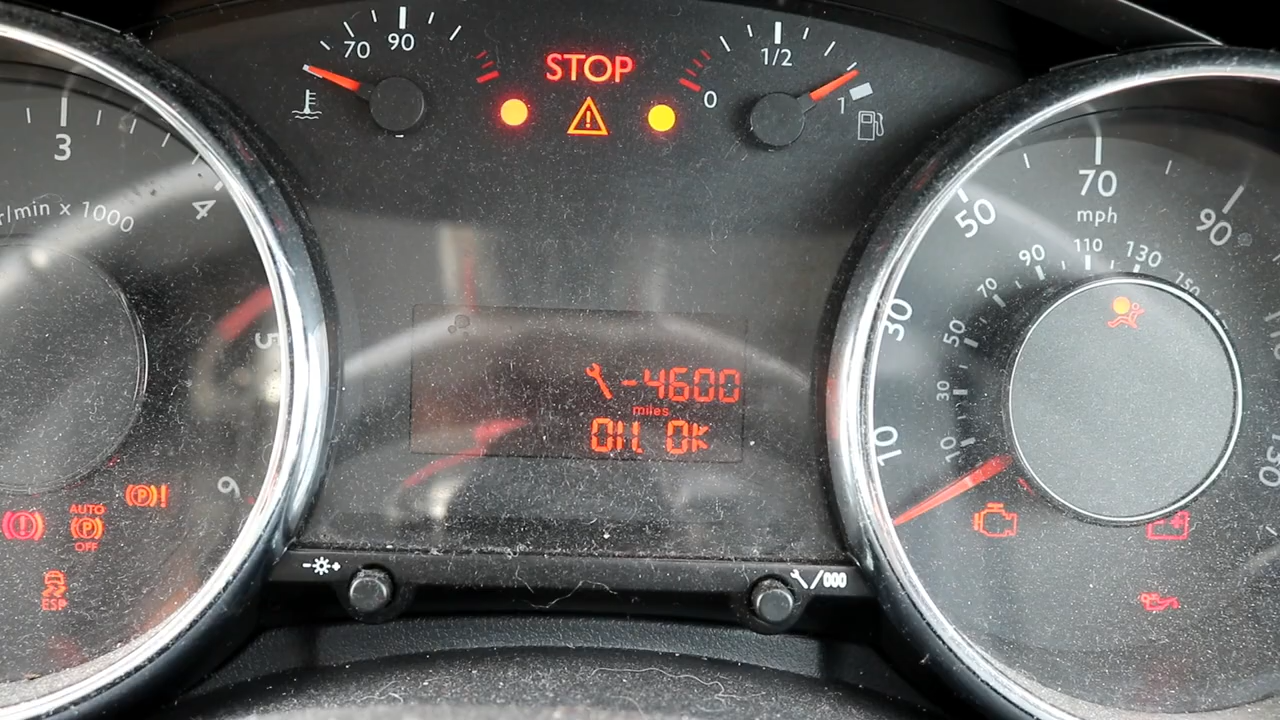 70 90
STOP
1/2
0
1
3
4
5
6
r/min x 1000
-4600
miles
OIL OK
AUTO
(P)
OFF
(P)!
(!)
ESP
10
30
50
70
90
mph
10
30
50
70
90
110
130
150
130
-☼+
/000